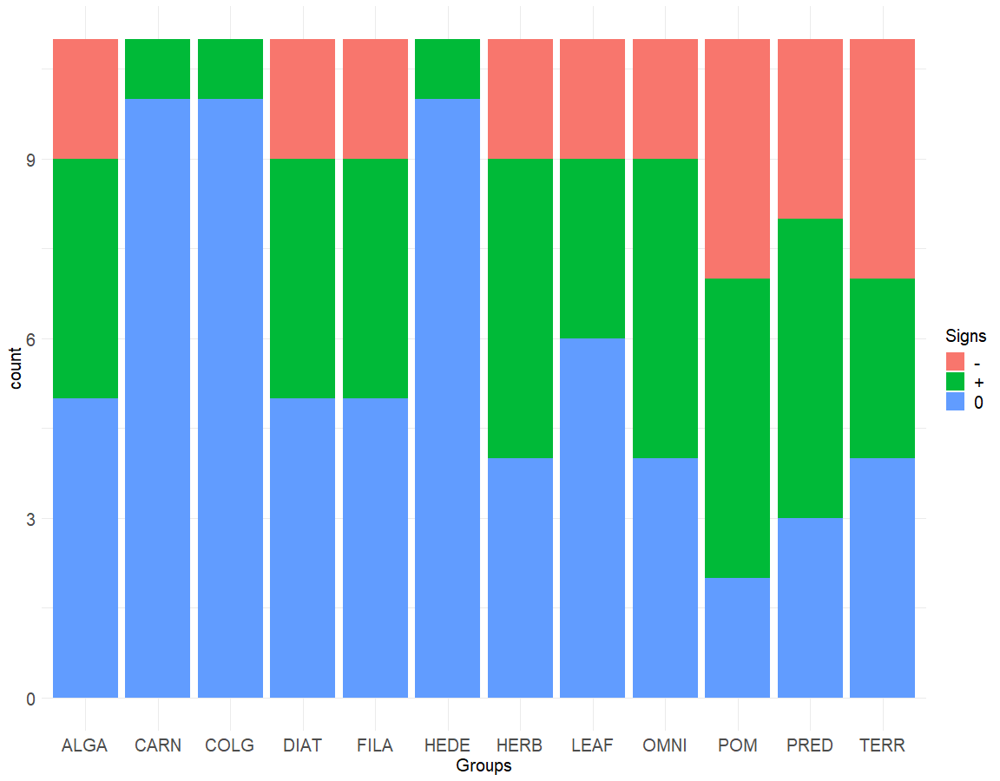 9
6
3
0
count
ALGA CARN COLG DIAT FILA HEDE HERB LEAF OMNI POM PRED TERR
Groups
Signs
-
+
0